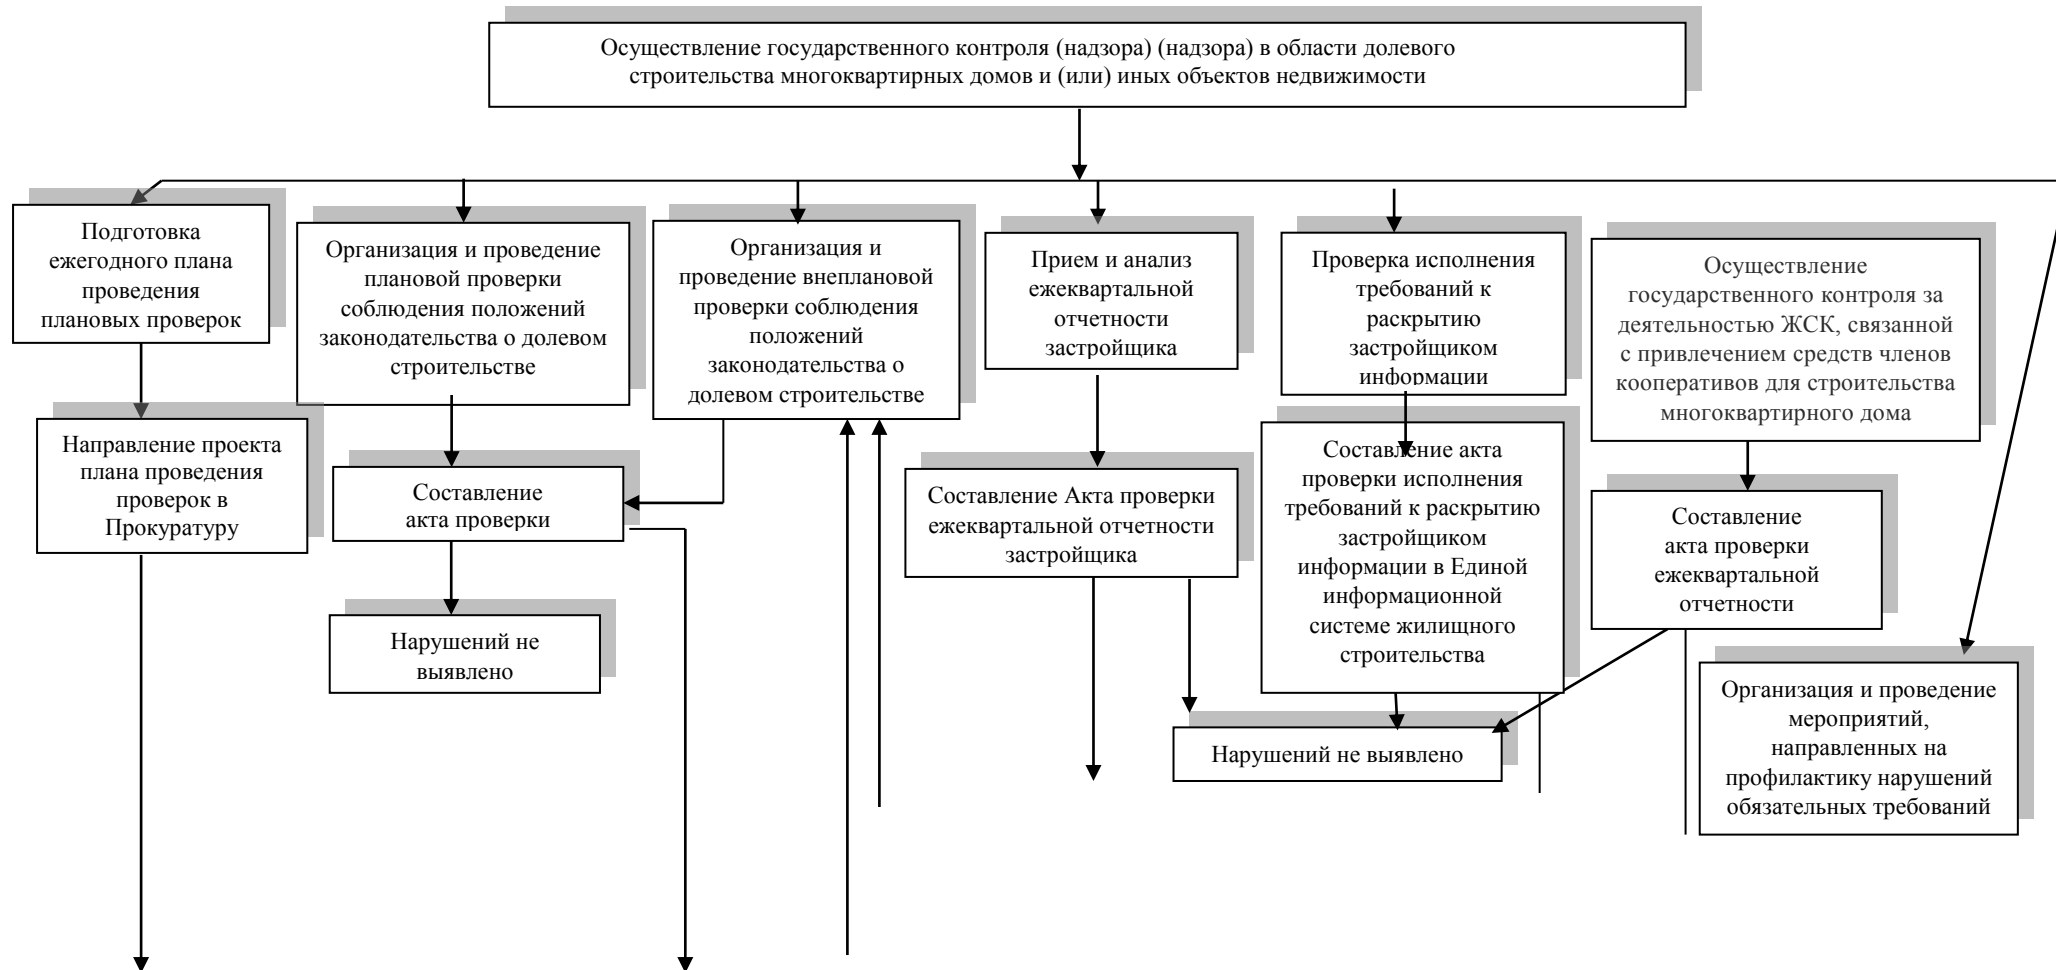 Осуществление государственного контроля (надзора) (надзора) в области долевого
строительства многоквартирных домов и (или) иных объектов недвижимости
Подготовка
ежегодного плана
проведения
плановых проверок
Организация и проведение
плановой проверки
соблюдения положений
законодательства о долевом
строительстве
Организация и
проведение внеплановой
проверки соблюдения
положений
законодательства о
долевом строительстве
Прием и анализ
ежеквартальной
отчетности
застройщика
Проверка исполнения
требований к
раскрытию
застройщиком
информации
Осуществление
государственного контроля за
деятельностью ЖСК, связанной
с привлечением средств членов
кооперативов для строительства
многоквартирного дома
Направление проекта
плана проведения
проверок в
Прокуратуру
Составление
акта проверки
Составление Акта проверки
ежеквартальной отчетности
застройщика
Составление акта
проверки исполнения
требований к раскрытию
застройщиком
информации в Единой
информационной
системе жилищного
строительства
Составление
акта проверки
ежеквартальной
отчетности
Нарушений не
выявлено
Нарушений не выявлено
Организация и проведение
мероприятий,
направленных на
профилактику нарушений
обязательных требований